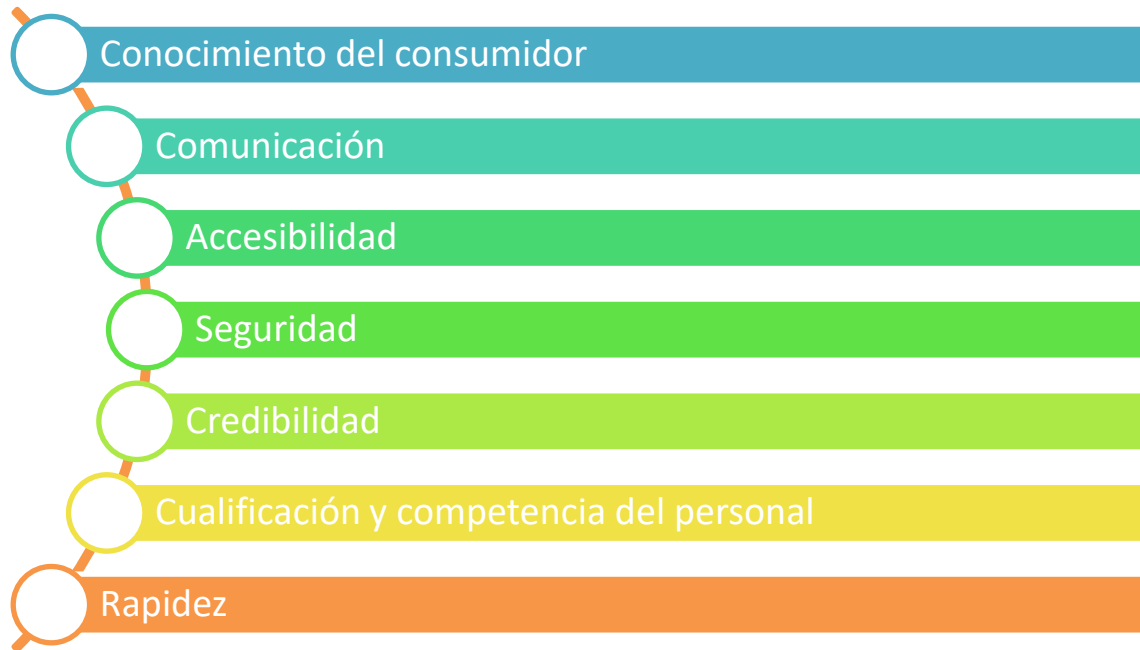 Conocimiento del consumidor
Comunicación
Accesibilidad
Seguridad
Credibilidad
Cualificación y competencia del personal
Rapidez